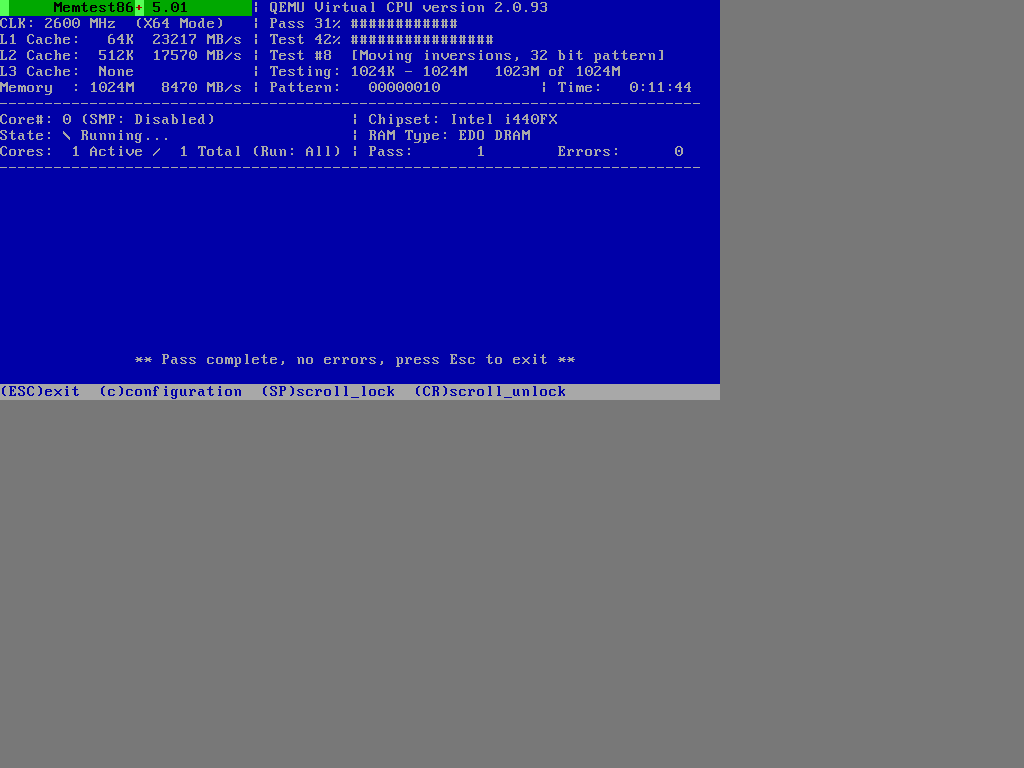 Memtest86+ 5.01 | QEMU Virtual CPU version 2.0.93
CLK: 2600 MHz (X64 Mode) | Pass 31% ############
L1 Cache: 64K 23217 MB/s | Test 42% ################
L2 Cache: 512K 17570 MB/s | Test #8 [Moving inversions, 32 bit pattern]
L3 Cache: None | Testing: 1024K - 1024M 1023M of 1024M
Memory : 1024M 8470 MB/s | Pattern: 00000010 | Time: 0:11:44
------------------------------------------------------------------------------
Core#: 0 (SMP: Disabled) | Chipset: Intel i440FX
State: \ Running... | RAM Type: EDO DRAM
Cores: 1 Active / 1 Total (Run: All) | Pass: 1 Errors: 0
------------------------------------------------------------------------------
** Pass complete, no errors, press Esc to exit **
(ESC)exit (c)configuration (SP)scroll_lock (CR)scroll_unlock